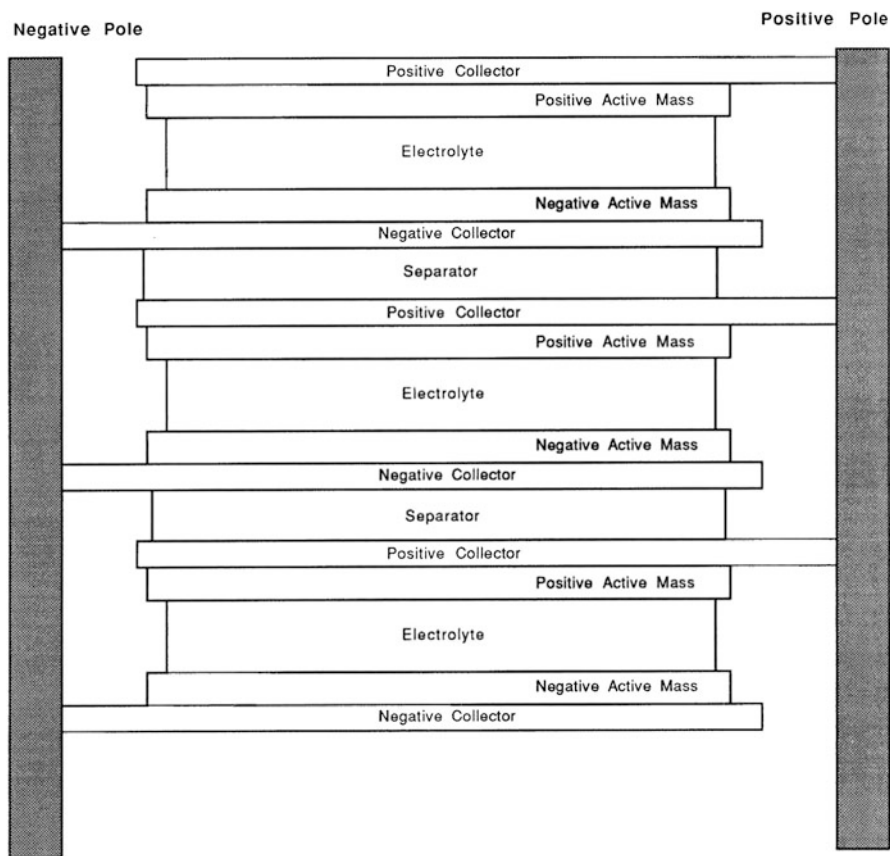 Negative Pole
Positive Pole
Positive Collector
Positive Active Mass
Electrolyte
Negative Active Mass
Negative Collector
Separator
Positive Collector
Positive Active Mass
Electrolyte
Negative Active Mass
Negative Collector
Separator
Positive Collector
Positive Active Mass
Electrolyte
Negative Active Mass
Negative Collector